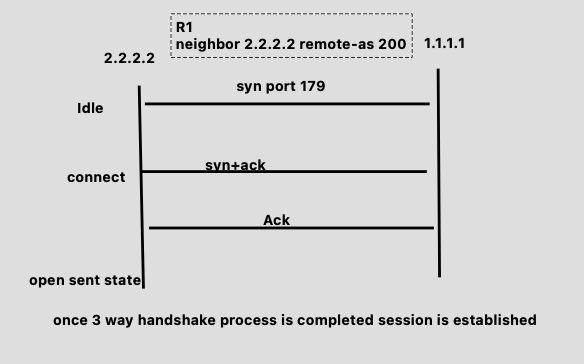 R1
neighbor 2.2.2.2 remote-as 200
1.1.1.1
2.2.2.2
syn port 179
Idle
syn+ack
connect
Ack
open sent state
once 3 way handshake process is completed session is established